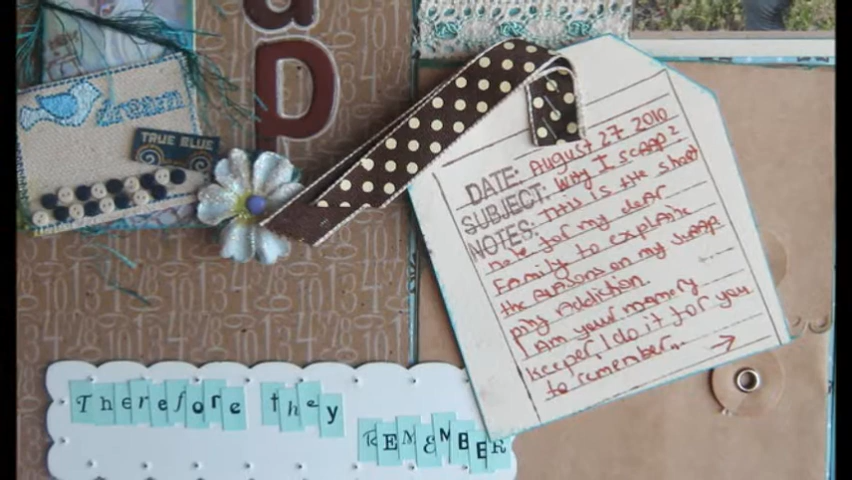 ap
dream
TRUE BLUE
DATE: AUGUST 27 2010
SUBJECT: Why I scrap?
NOTES: This is the short
note for my dear
Family to explain
the reasons on my scrap
ping Addiction.
I Am your memory
keeper, I do it for you
to remember..
Therefore they
REMEMBER